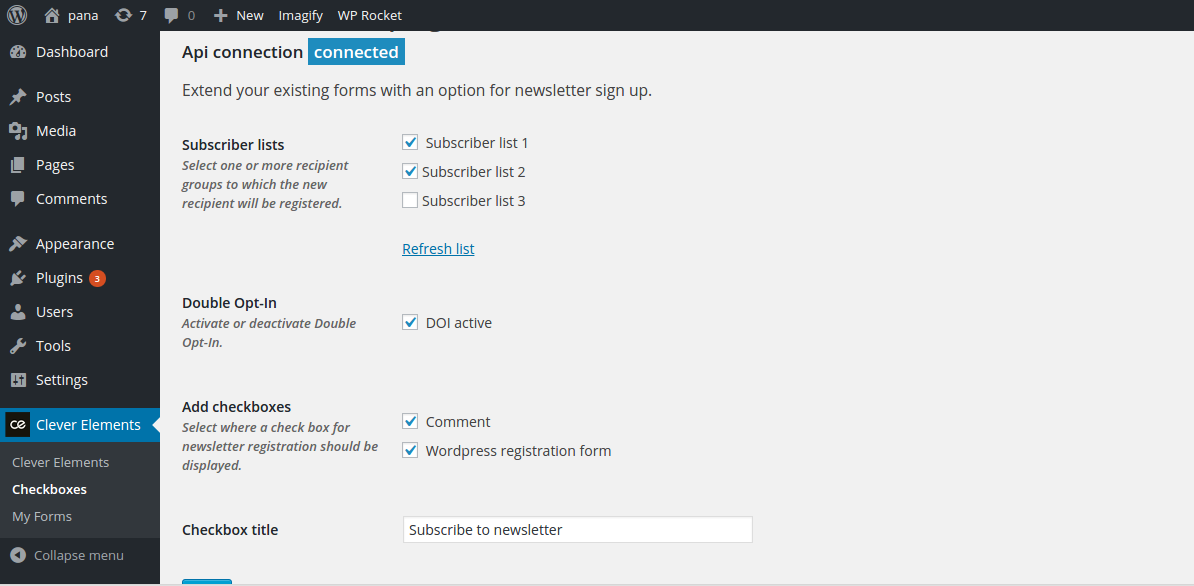 pana 7 0 New Imagify WP Rocket
Dashboard
Posts
Media
Pages
Comments
Appearance
Plugins 3
Users
Tools
Settings
CE Clever Elements
Clever Elements
Checkboxes
My Forms
Collapse menu
Api connection connected
Extend your existing forms with an option for newsletter sign up.
Subscriber lists
Select one or more recipient
groups to which the new
recipient will be registered.
Subscriber list 1
Subscriber list 2
Subscriber list 3
Refresh list
Double Opt-In
Activate or deactivate Double
Opt-In.
DOI active
Add checkboxes
Select where a check box for
newsletter registration should be
displayed.
Comment
Wordpress registration form
Checkbox title
Subscribe to newsletter